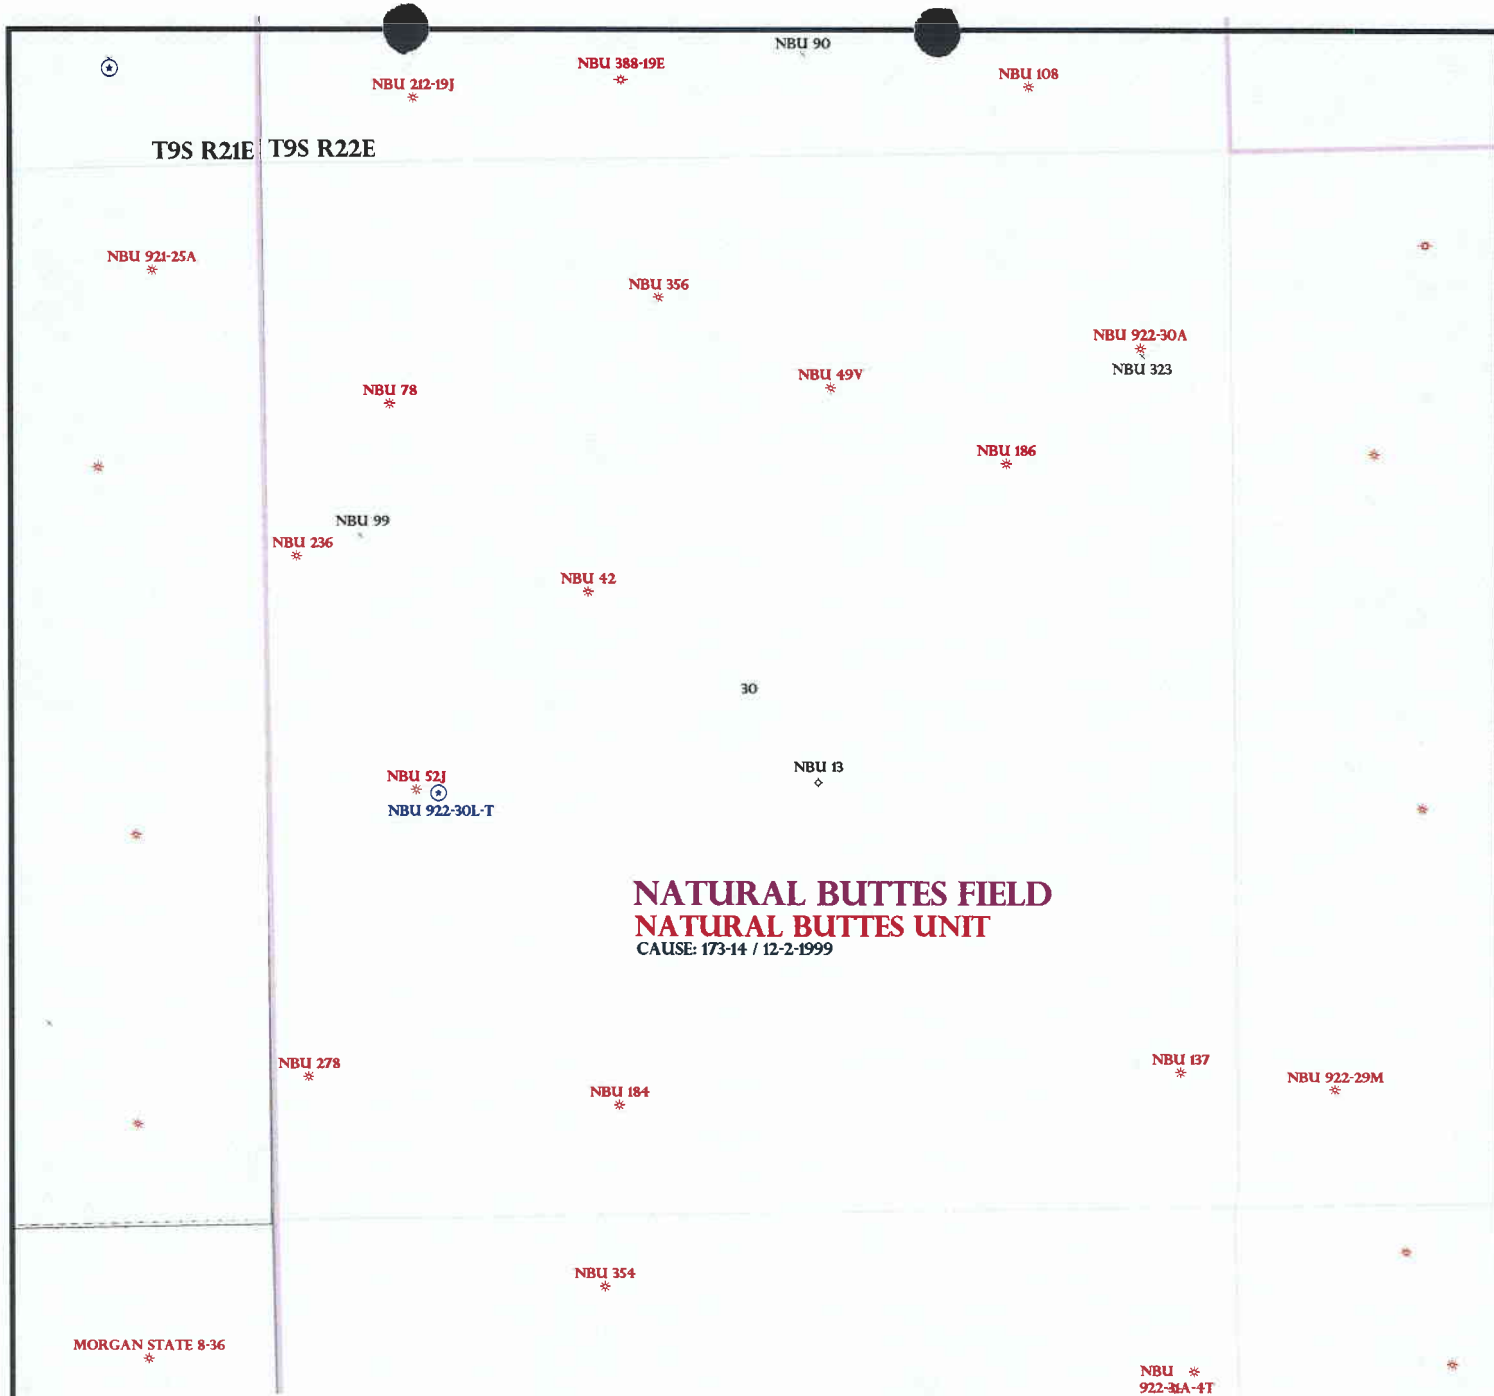 NBU 90
NBU 388-19E
NBU 108
NBU 212-19J
T9S R21E T9S R22E
NBU 921-25A
NBU 356
NBU 922-30A
NBU 323
NBU 49V
NBU 78
NBU 186
NBU 99
NBU 236
NBU 42
30
NBU 13
NBU 52J
NBU 922-30L-T
NATURAL BUTTES FIELD
NATURAL BUTTES UNIT
CAUSE: 173-14 / 12-2-1999
NBU 278
NBU 137
NBU 922-29M
NBU 184
NBU 354
MORGAN STATE 8-36
NBU
922-31A-4T